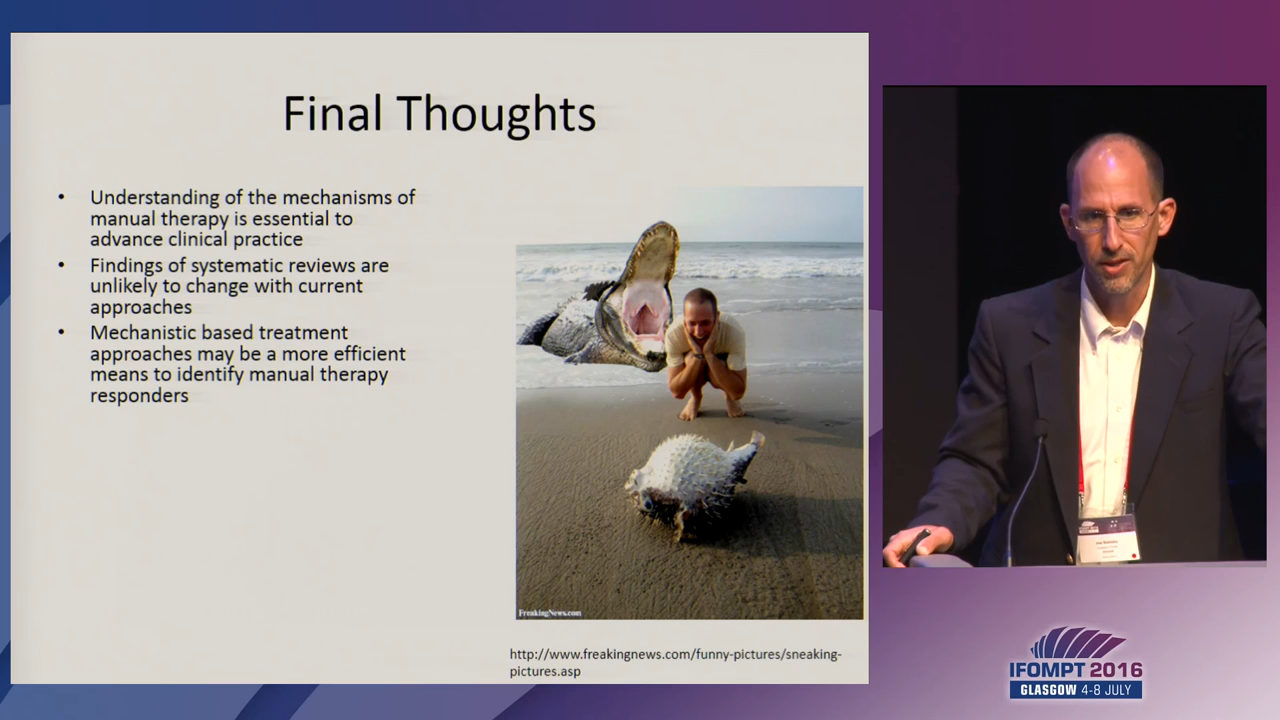 Final Thoughts
• Understanding of the mechanisms of
manual therapy is essential to
advance clinical practice
• Findings of systematic reviews are
unlikely to change with current
approaches
• Mechanistic based treatment
approaches may be a more efficient
means to identify manual therapy
responders
FreakingNews.com
http://www.freakingnews.com/funny-pictures/sneaking-
pictures.asp
IFOMPT 2016
GLASGOW 4-8 JULY